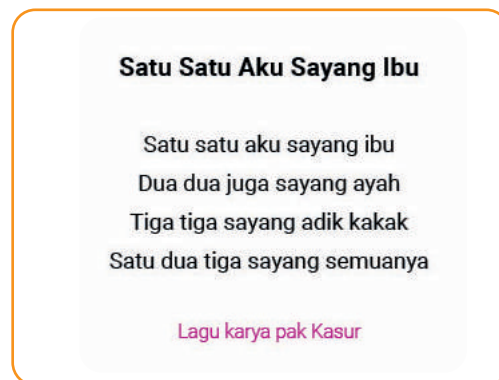 Satu Satu Aku Sayang Ibu
Satu satu aku sayang ibu
Dua dua juga sayang ayah
Tiga tiga sayang adik kakak
Satu dua tiga sayang semuanya
Lagu karya pak Kasur